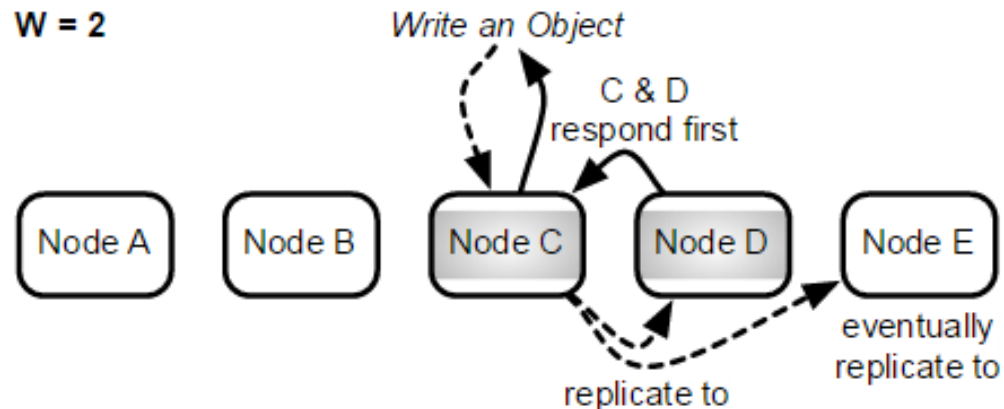 W = 2
Write an Object
C & D
respond first
Node A
Node B
Node C
Node D
Node E
eventually
replicate to
replicate to